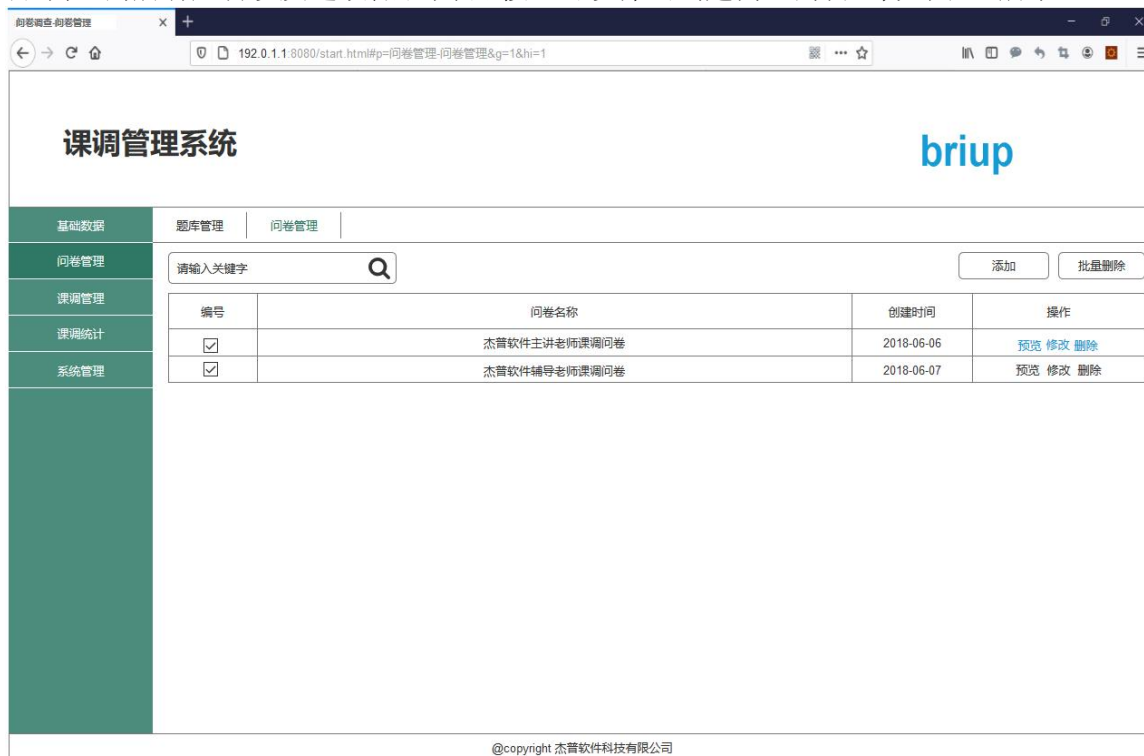 问卷调查-问卷管理
192.0.1.1:8080/start.html#p=问卷管理-问卷管理&g=1&hi=1
课调管理系统
briup
基础数据
题库管理 问卷管理
问卷管理
请输入关键字 添加 批量删除
课调管理
编号 问卷名称 创建时间 操作
课调统计
杰普软件主讲老师课调问卷 2018-06-06 预览 修改 删除
系统管理
杰普软件辅导老师课调问卷 2018-06-07 预览 修改 删除
@copyright 杰普软件科技有限公司